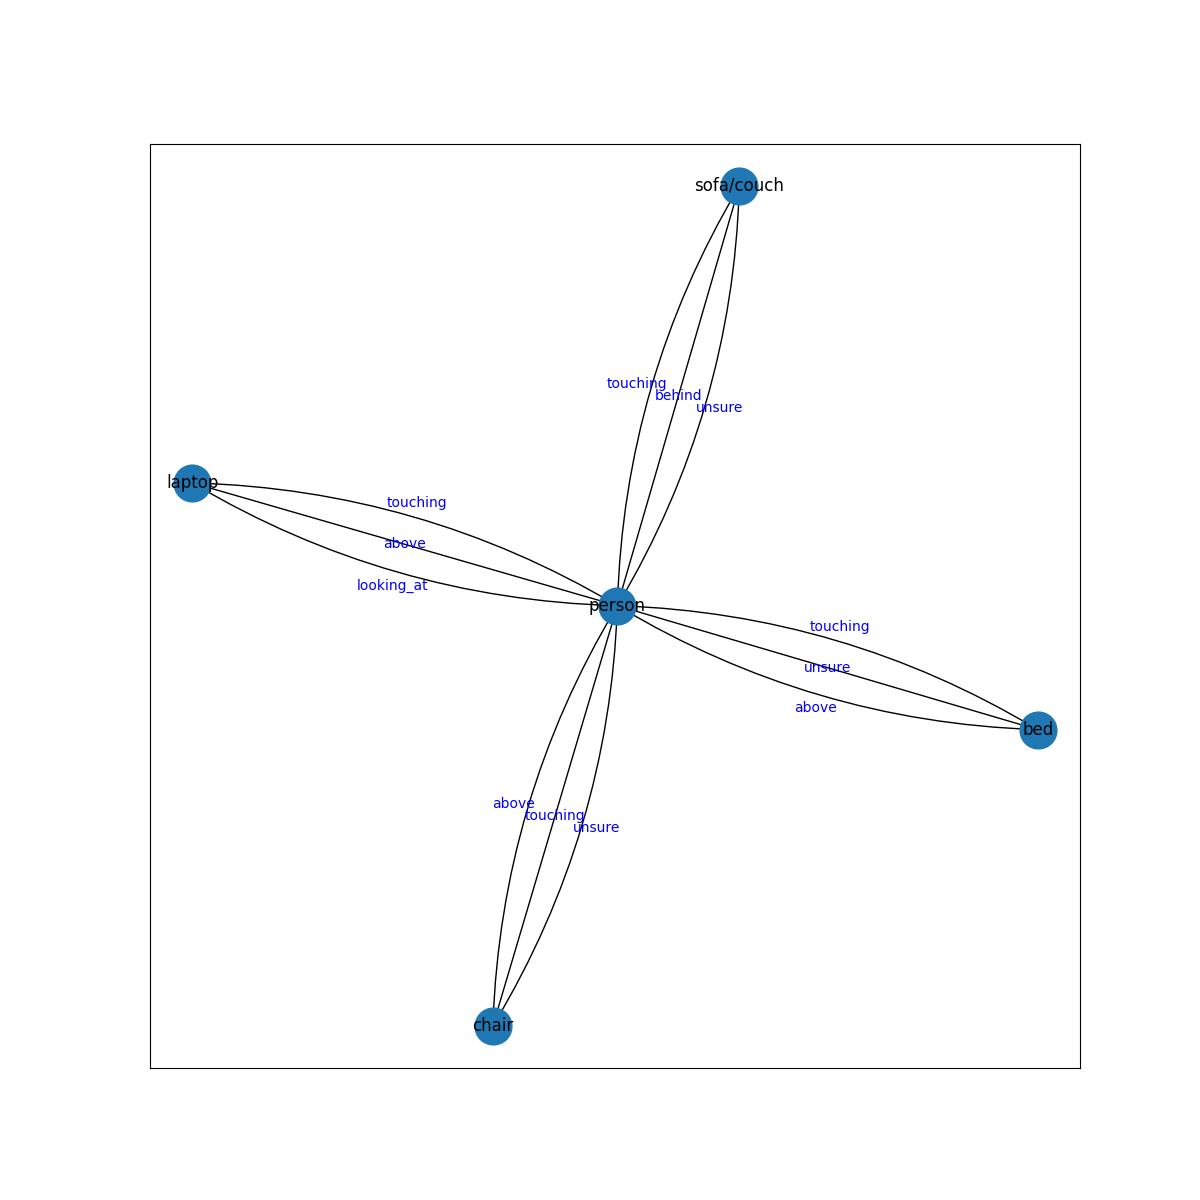 sofa/couch
touching
behind
unsure
laptop
touching
above
looking_at
person
touching
unsure
above
bed
above
touching
unsure
chair